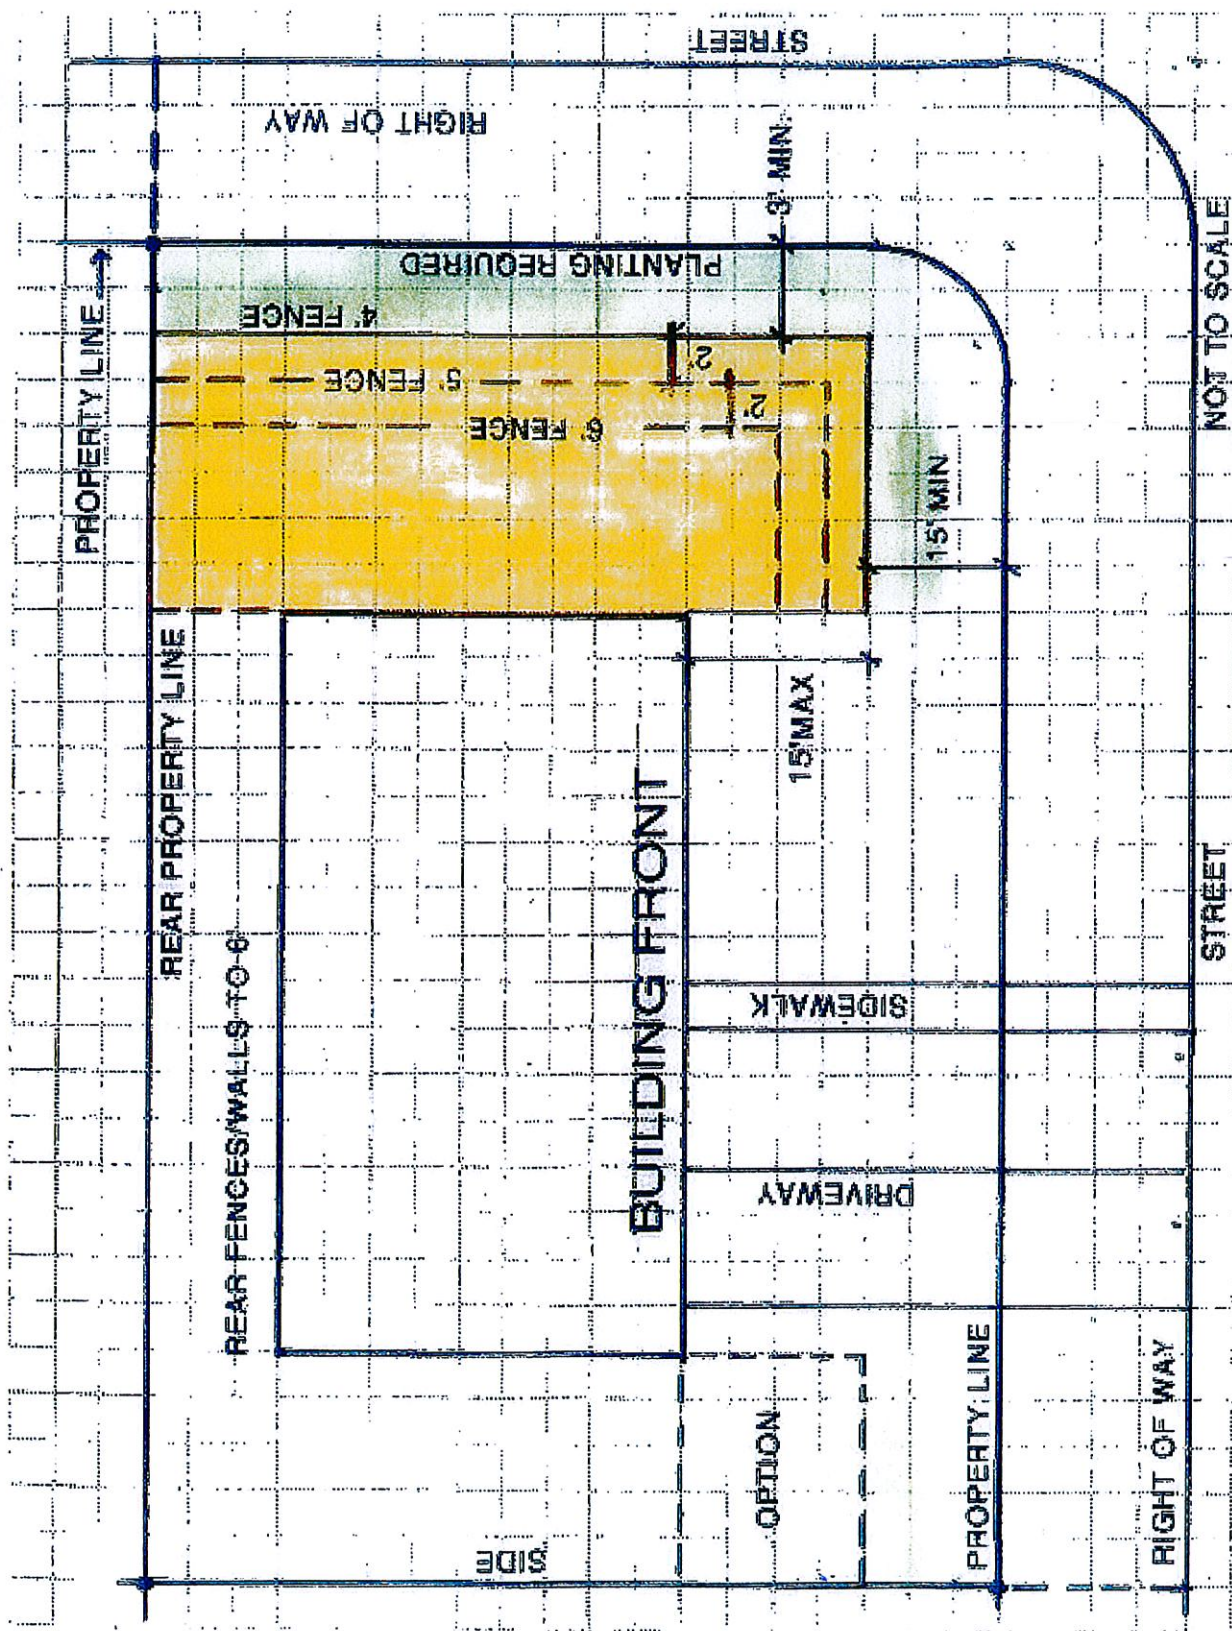 STREET
RIGHT OF WAY
PROPERTY LINE
3' MIN.
PLANTING REQUIRED
4' FENCE
5' FENCE
2'
6' FENCE
2'
15' MIN
NOT TO SCALE
REAR PROPERTY LINE
15'MAX
REAR FENCES/WALLS TO 6'
BUILDING FRONT
STREET
SIDEWALK
DRIVEWAY
OPTION
SIDE
PROPERTY LINE
RIGHT OF WAY